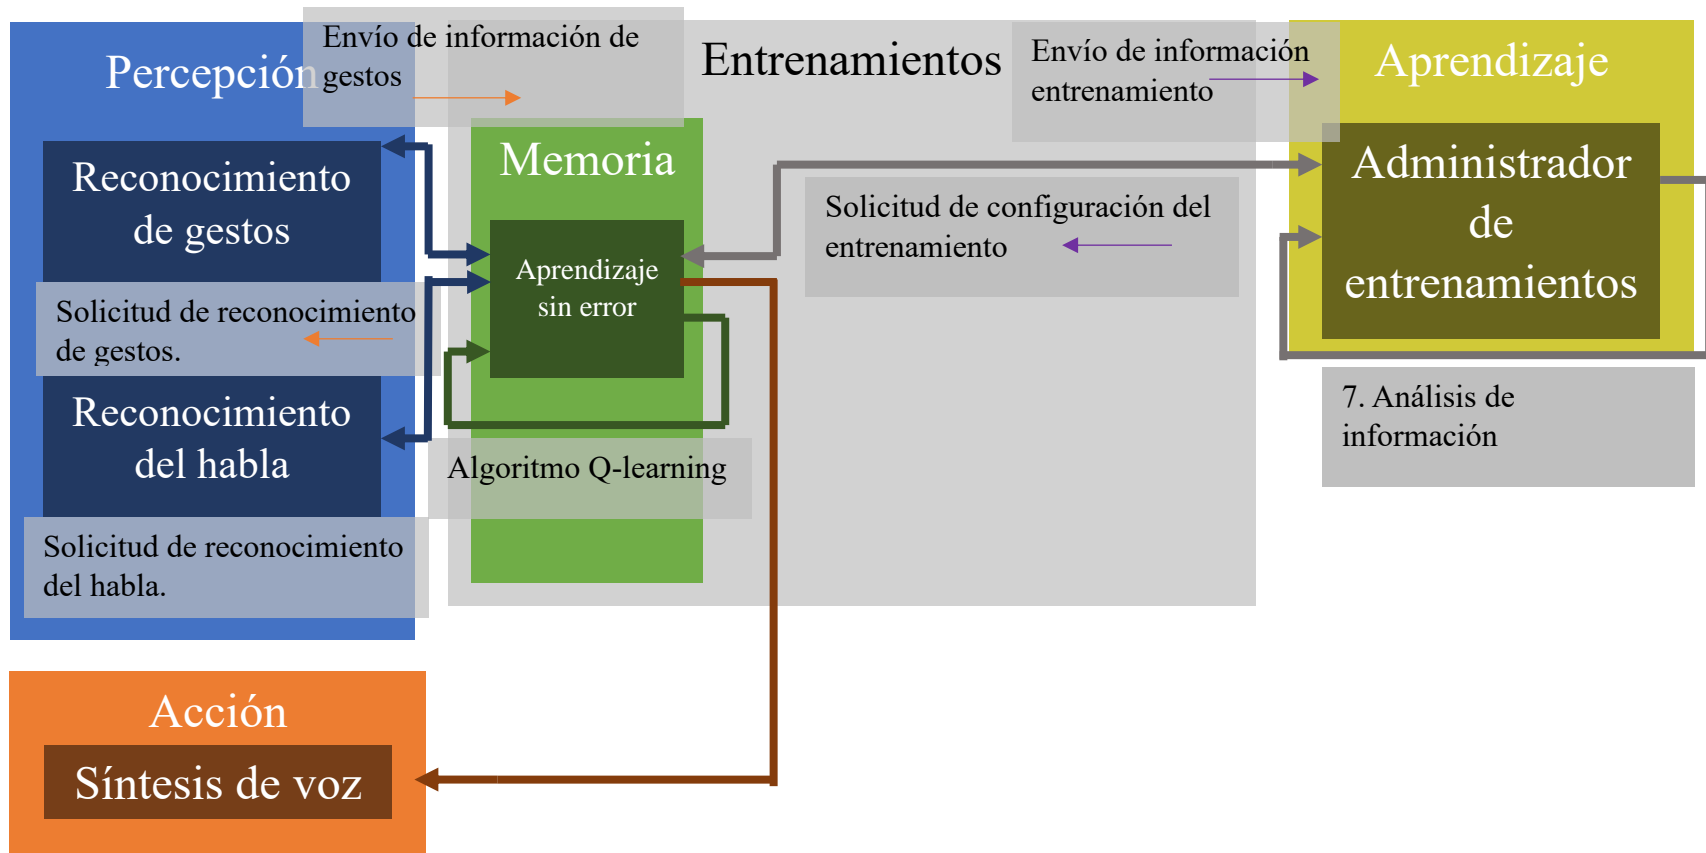 Percepción
Envío de información de
gestos
Entrenamientos
Envío de información
entrenamiento
Aprendizaje
Reconocimiento
de gestos
Memoria
Administrador
de
entrenamientos
Solicitud de configuración del
entrenamiento
Aprendizaje
sin error
Solicitud de reconocimiento
de gestos.
Reconocimiento
del habla
7. Análisis de
información
Algoritmo Q-learning
Solicitud de reconocimiento
del habla.
Acción
Síntesis de voz